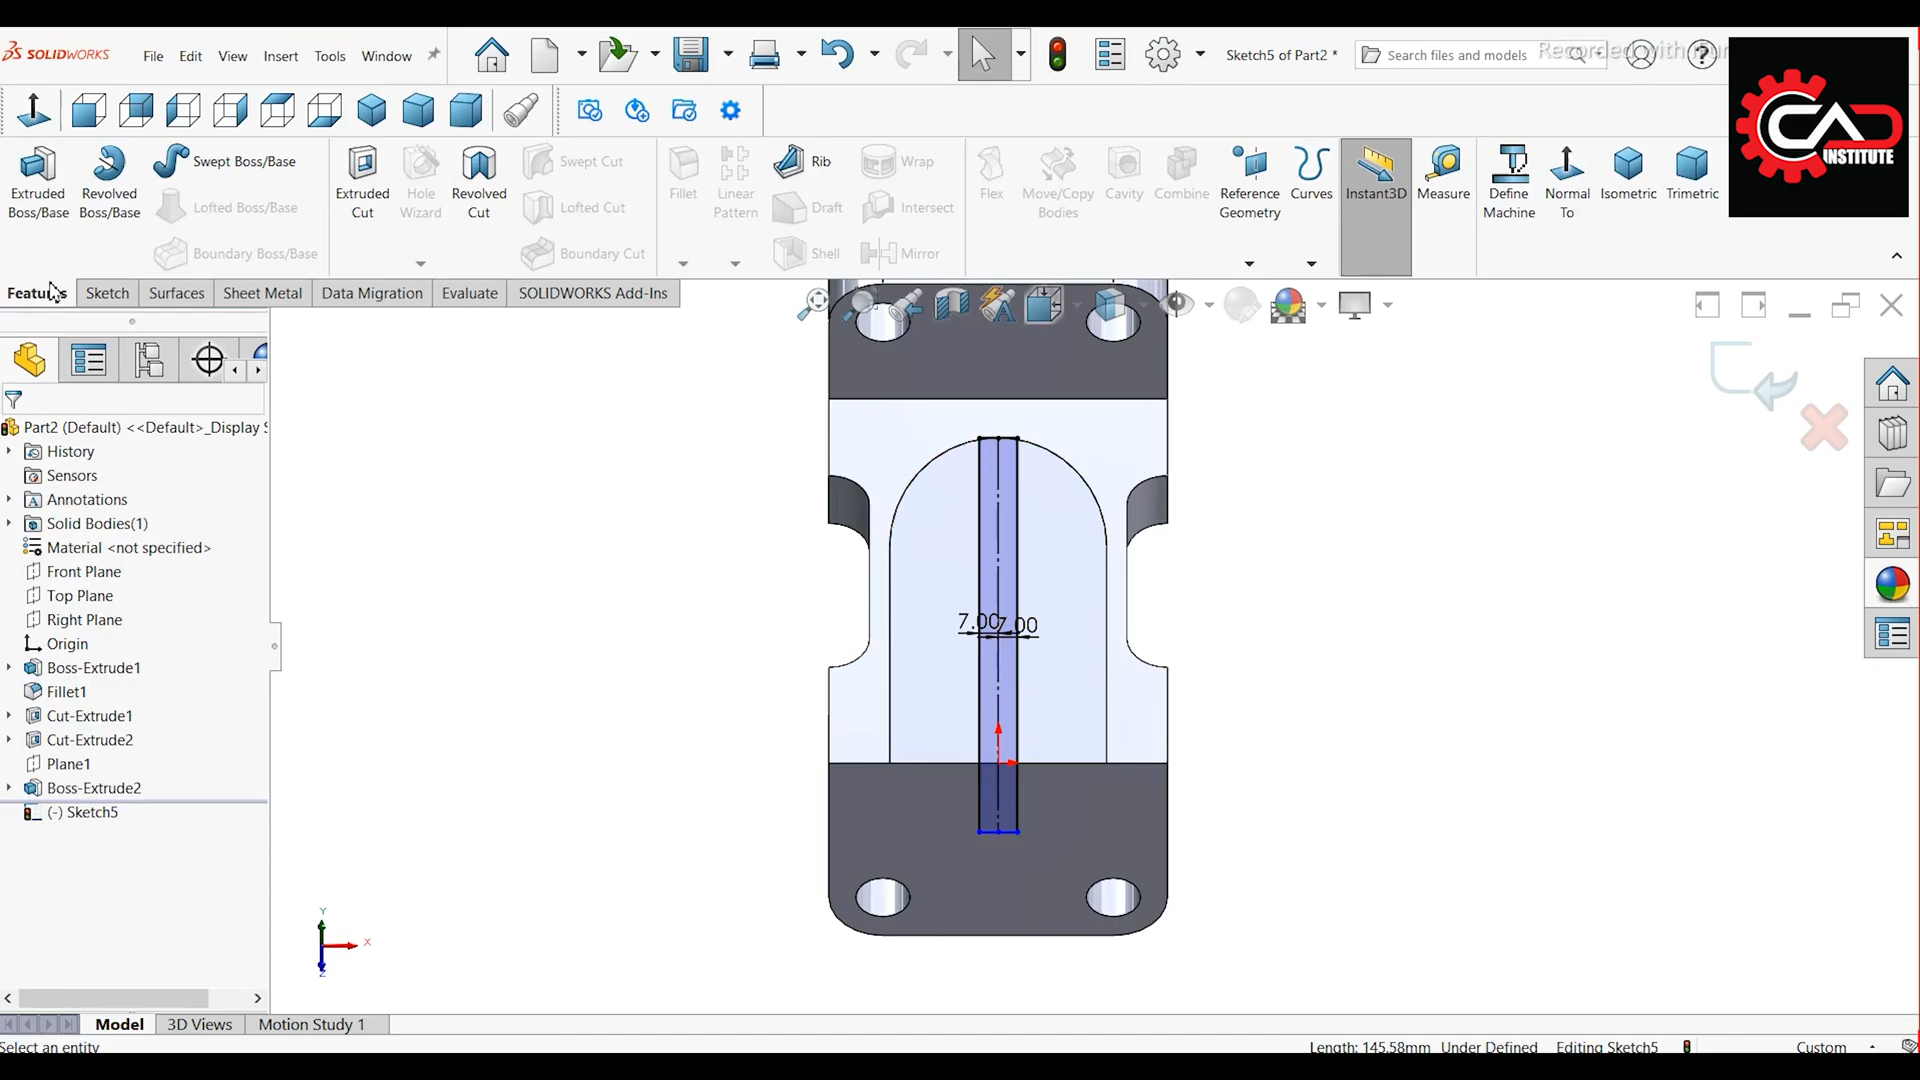 SOLIDWORKS File Edit View Insert Tools Window Sketch5 of Part2 * Search files and models Recorded with
CAD
INSTITUTE
Extruded Boss/Base
Revolved Boss/Base
Swept Boss/Base
Lofted Boss/Base
Boundary Boss/Base
Extruded Cut
Hole Wizard
Revolved Cut
Swept Cut
Lofted Cut
Boundary Cut
Fillet
Linear Pattern
Rib
Draft
Shell
Wrap
Intersect
Mirror
Flex
Move/Copy Bodies
Cavity
Combine
Reference Geometry
Curves
Instant3D
Measure
Define Machine
Normal To
Isometric
Trimetric
Features Sketch Surfaces Sheet Metal Data Migration Evaluate SOLIDWORKS Add-Ins
Part2 (Default) <<Default>_Display S
History
Sensors
Annotations
Solid Bodies(1)
Material <not specified>
Front Plane
Top Plane
Right Plane
Origin
Boss-Extrude1
Fillet1
Cut-Extrude1
Cut-Extrude2
Plane1
Boss-Extrude2
(-) Sketch5
7.00 7.00
Y
X
Z
Model 3D Views Motion Study 1
Select an entity Length: 145.58mm Under Defined Editing Sketch5 Custom